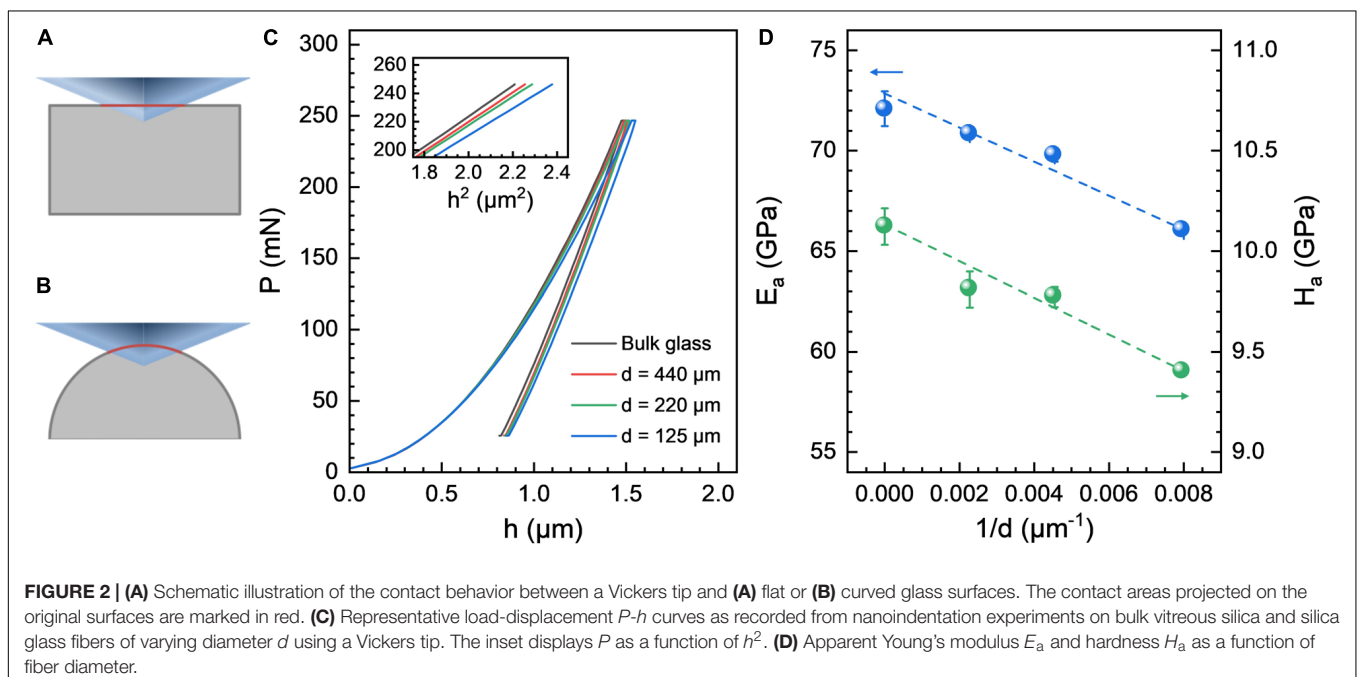 A
B
C
P (mN)
300
250
200
150
100
50
0
0.0 0.5 1.0 1.5 2.0
h (µm)
260
240
220
200
1.8 2.0 2.2 2.4
h² (µm²)
Bulk glass
d = 440 µm
d = 220 µm
d = 125 µm
D
Eₐ (GPa)
75
70
65
60
55
0.000 0.002 0.004 0.006 0.008
1/d (µm⁻¹)
11.0
10.5
10.0
9.5
9.0
Hₐ (GPa)
FIGURE 2 | (A) Schematic illustration of the contact behavior between a Vickers tip and (A) flat or (B) curved glass surfaces. The contact areas projected on the
original surfaces are marked in red. (C) Representative load-displacement P-h curves as recorded from nanoindentation experiments on bulk vitreous silica and silica
glass fibers of varying diameter d using a Vickers tip. The inset displays P as a function of h². (D) Apparent Young's modulus Eₐ and hardness Hₐ as a function of
fiber diameter.